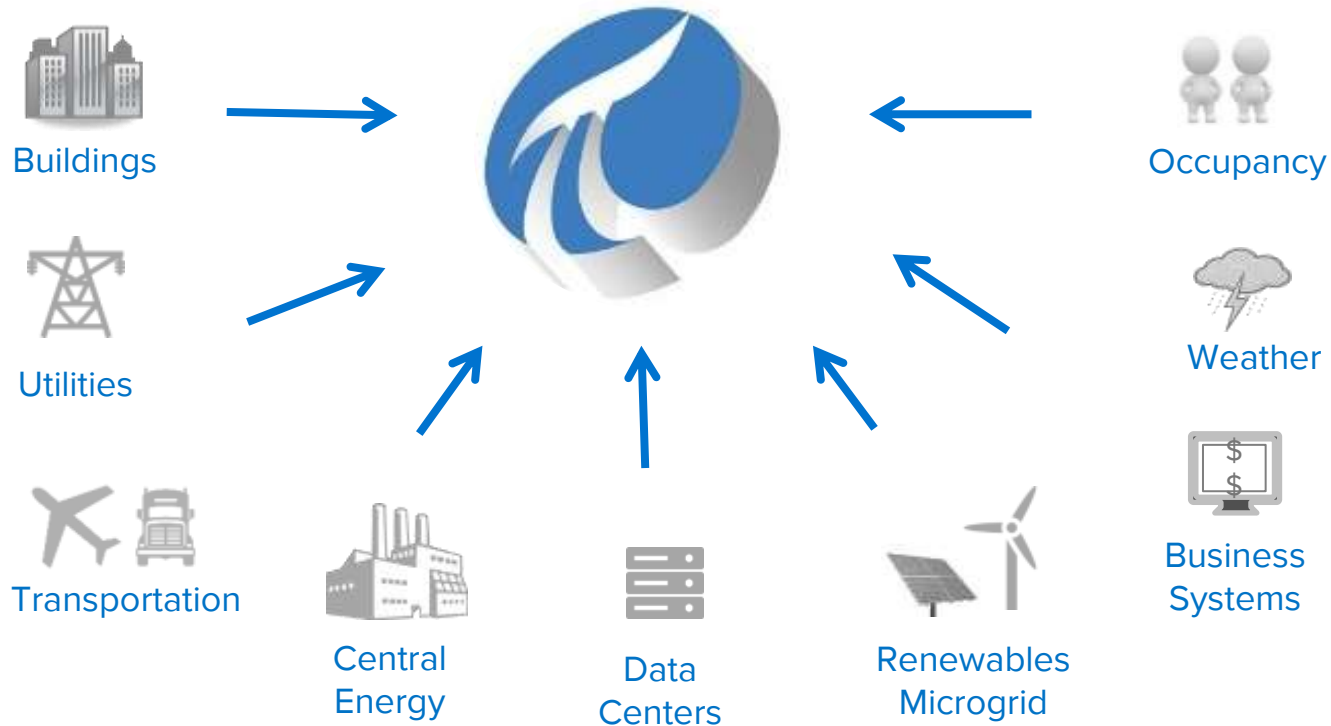 Buildings
Occupancy
Utilities
Weather
$
$
Transportation
Business
Systems
Central
Energy
Data
Centers
Renewables
Microgrid